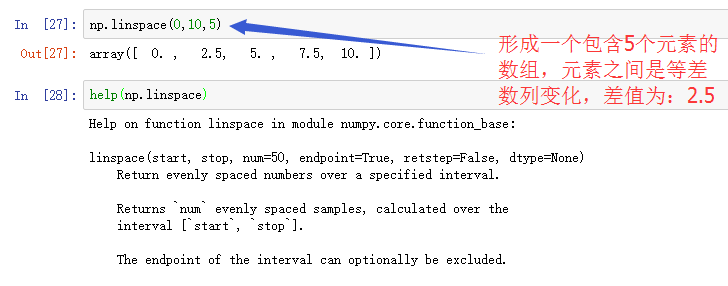 In [27]: np.linspace(0,10,5)
Out[27]: array([ 0. , 2.5, 5. , 7.5, 10. ])
形成一个包含5个元素的
数组，元素之间是等差
数列变化，差值为：2.5
In [28]: help(np.linspace)
Help on function linspace in module numpy.core.function_base:
linspace(start, stop, num=50, endpoint=True, retstep=False, dtype=None)
Return evenly spaced numbers over a specified interval.
Returns `num` evenly spaced samples, calculated over the
interval [`start`, `stop`].
The endpoint of the interval can optionally be excluded.